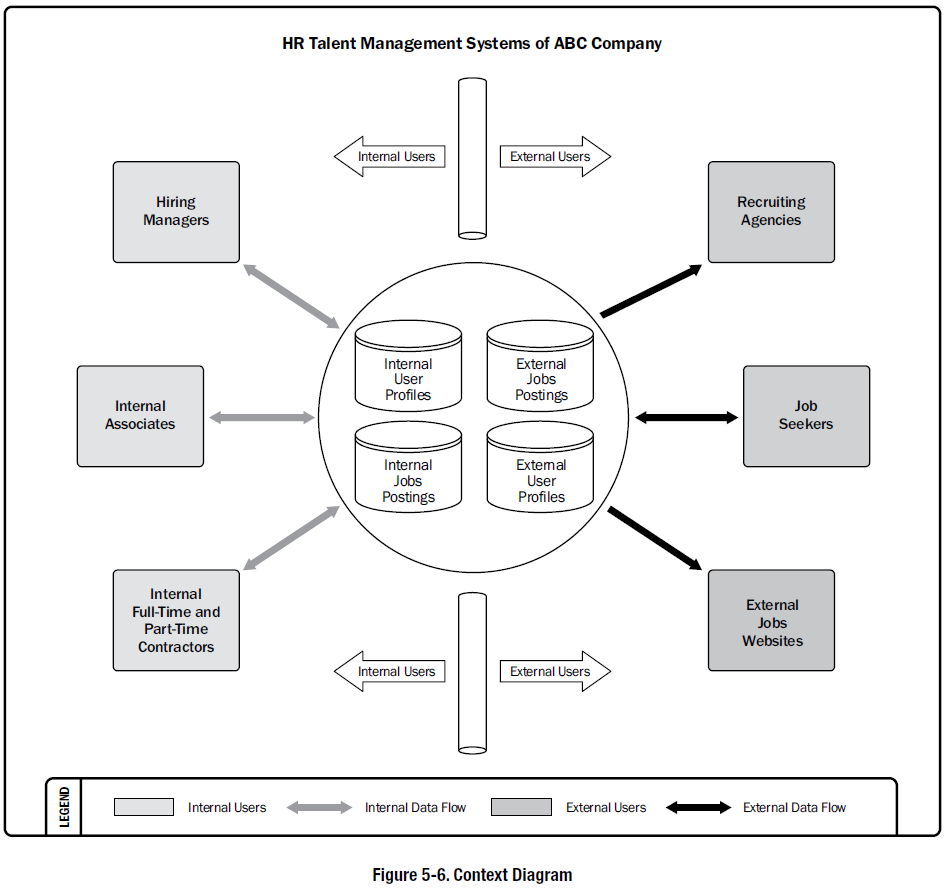 HR Talent Management Systems of ABC Company
Internal Users
External Users
Hiring
Managers
Recruiting
Agencies
Internal
User
Profiles
External
Jobs
Postings
Internal
Associates
Job
Seekers
Internal
Jobs
Postings
External
User
Profiles
Internal
Full-Time and
Part-Time
Contractors
External
Jobs
Websites
Internal Users
External Users
LEGEND
Internal Users
Internal Data Flow
External Users
External Data Flow
Figure 5-6. Context Diagram